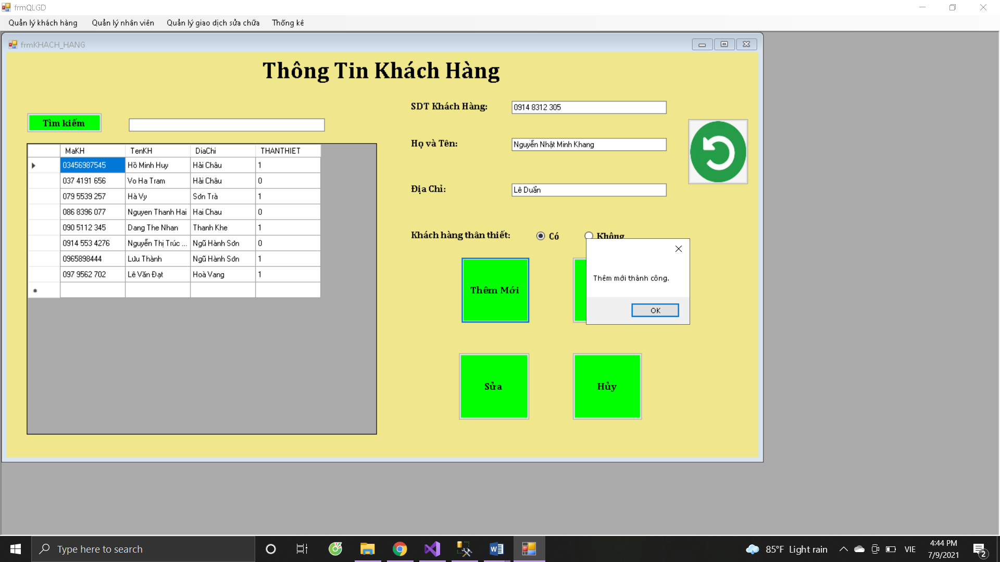 frmQLGD
Quản lý khách hàng Quản lý nhân viên Quản lý giao dịch sửa chữa Thống kê
frmKHACH_HANG
Thông Tin Khách Hàng
SDT Khách Hàng: 0914 8312 305
Tìm kiếm
Họ và Tên: Nguyễn Nhật Minh Khang
Địa Chỉ: Lê Duẩn
MaKH TenKH DiaChi THANTHIET
03456987545 Hồ Minh Huy Hải Châu 1
037 4191 656 Vo Ha Tram Hải Châu 0
079 5539 257 Hà Vy Sơn Trà 1
086 8396 077 Nguyen Thanh Hai Hai Chau 0
090 5112 345 Dang The Nhan Thanh Khe 1
0914 553 4276 Nguyễn Thị Trúc ... Ngũ Hành Sơn 0
0965898444 Lưu Thành Ngũ Hành Sơn 1
097 9562 702 Lê Văn Đạt Hoà Vang 1
Khách hàng thân thiết: Có Không
Thêm Mới
Thêm mới thành công.
OK
Sửa Hủy
Type here to search
85°F Light rain
VIE
4:44 PM
7/9/2021
2